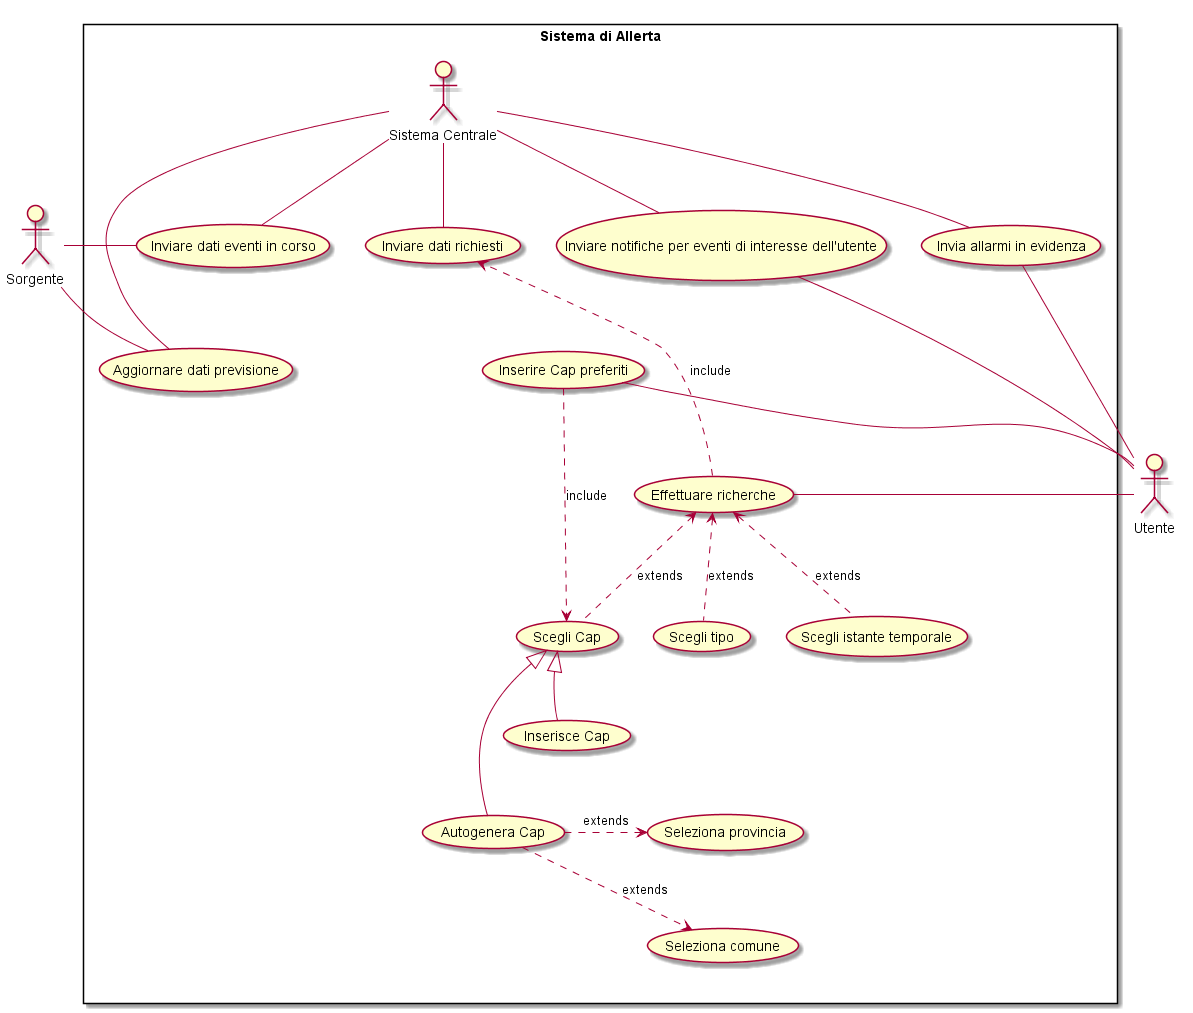 Sistema di Allerta
Sistema Centrale
Sorgente
Inviare dati eventi in corso
Inviare dati richiesti
Inviare notifiche per eventi di interesse dell'utente
Invia allarmi in evidenza
Aggiornare dati previsione
Inserire Cap preferiti
include
include
Effettuare richerche
Utente
extends
extends
extends
Scegli Cap
Scegli tipo
Scegli istante temporale
Inserisce Cap
Autogenera Cap
extends
Seleziona provincia
extends
Seleziona comune